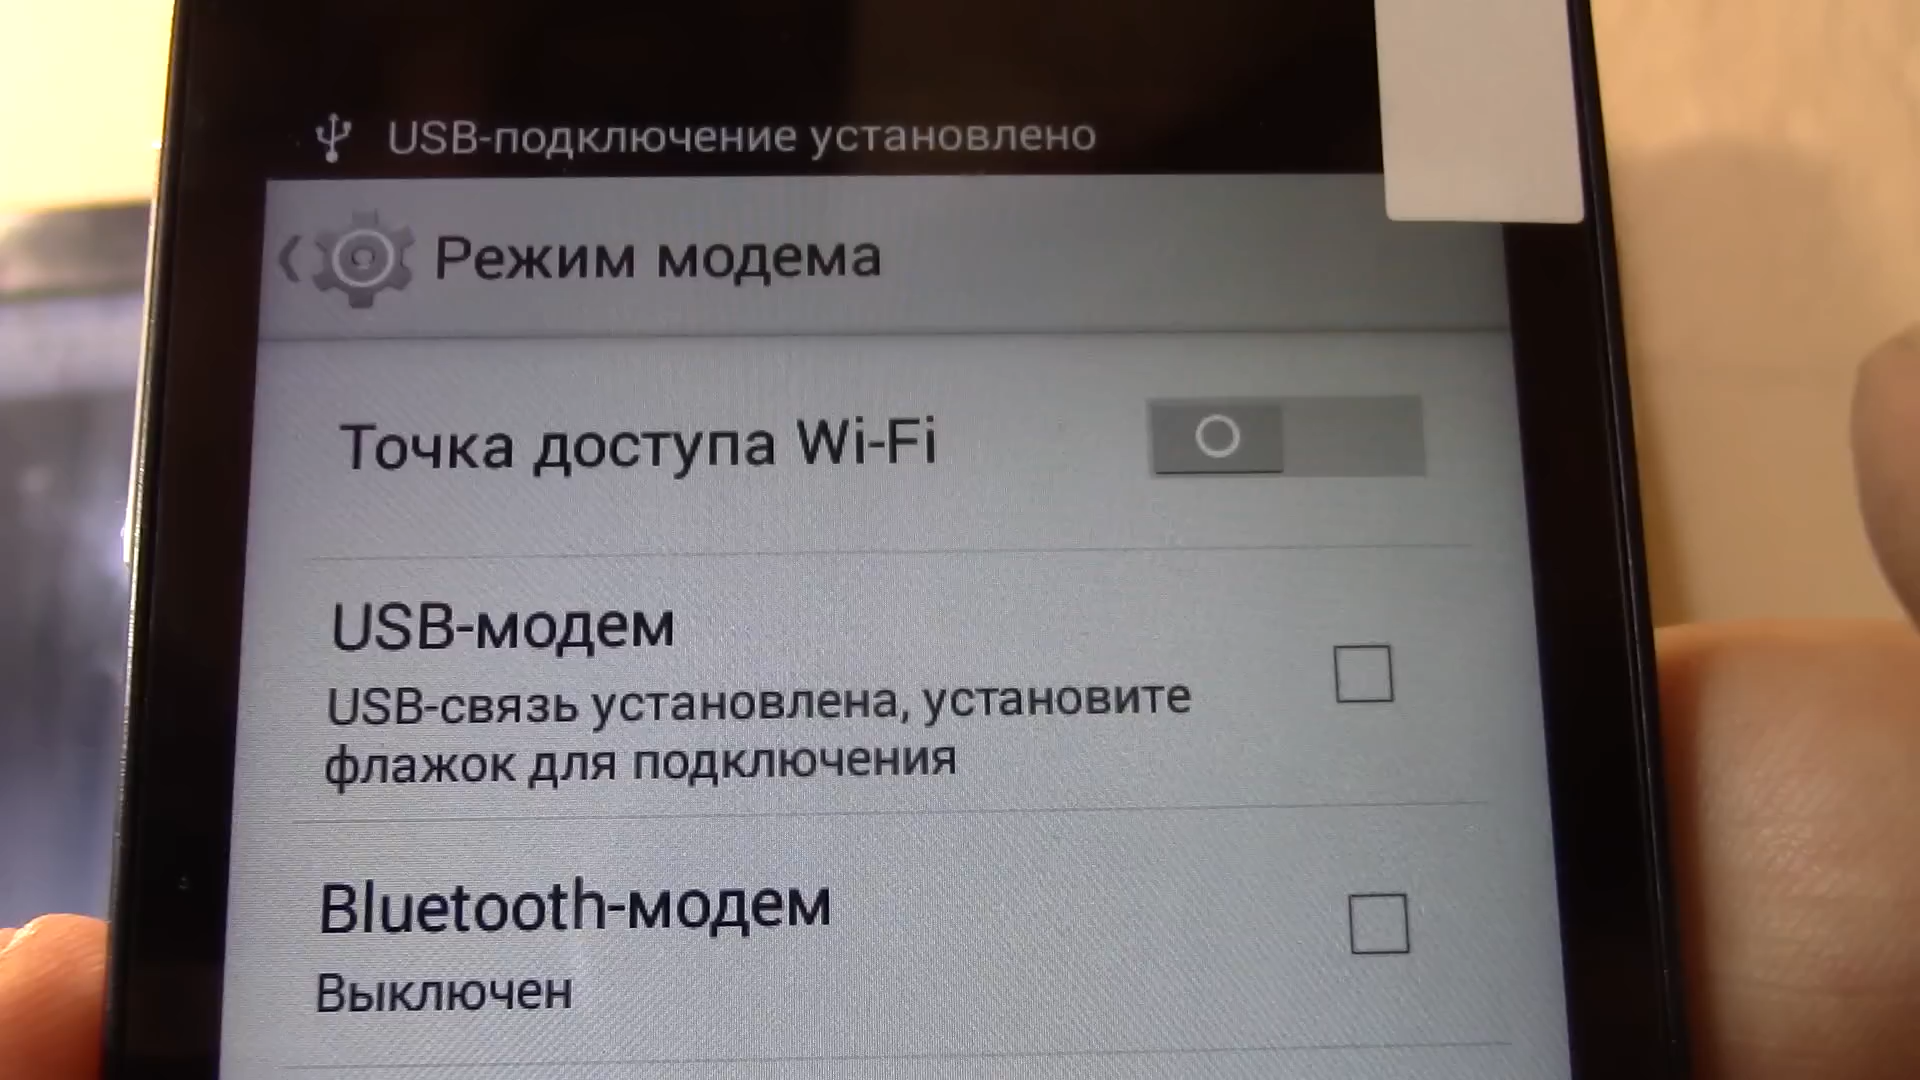 USB-подключение установлено
Режим модема
Точка доступа Wi-Fi
USB-модем
USB-связь установлена, установите
флажок для подключения
Bluetooth-модем
Выключен